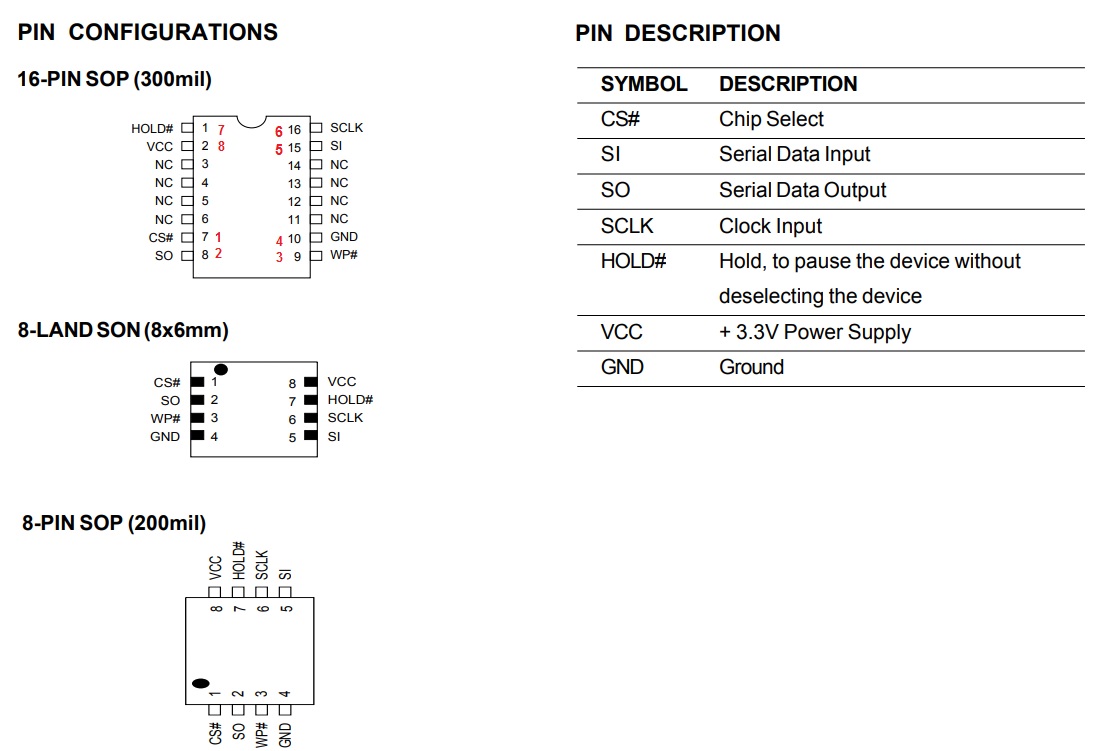 PIN CONFIGURATIONS
16-PIN SOP (300mil)
HOLD# 1 7 6 16 SCLK
VCC 2 8 5 15 SI
NC 3 14 NC
NC 4 13 NC
NC 5 12 NC
NC 6 11 NC
CS# 7 1 4 10 GND
SO 8 2 3 9 WP#
8-LAND SON (8x6mm)
CS# 1 8 VCC
SO 2 7 HOLD#
WP# 3 6 SCLK
GND 4 5 SI
8-PIN SOP (200mil)
VCC HOLD# SCLK SI
8 7 6 5
1 2 3 4
CS# SO WP# GND
PIN DESCRIPTION
SYMBOL DESCRIPTION
CS# Chip Select
SI Serial Data Input
SO Serial Data Output
SCLK Clock Input
HOLD# Hold, to pause the device without
deselecting the device
VCC + 3.3V Power Supply
GND Ground